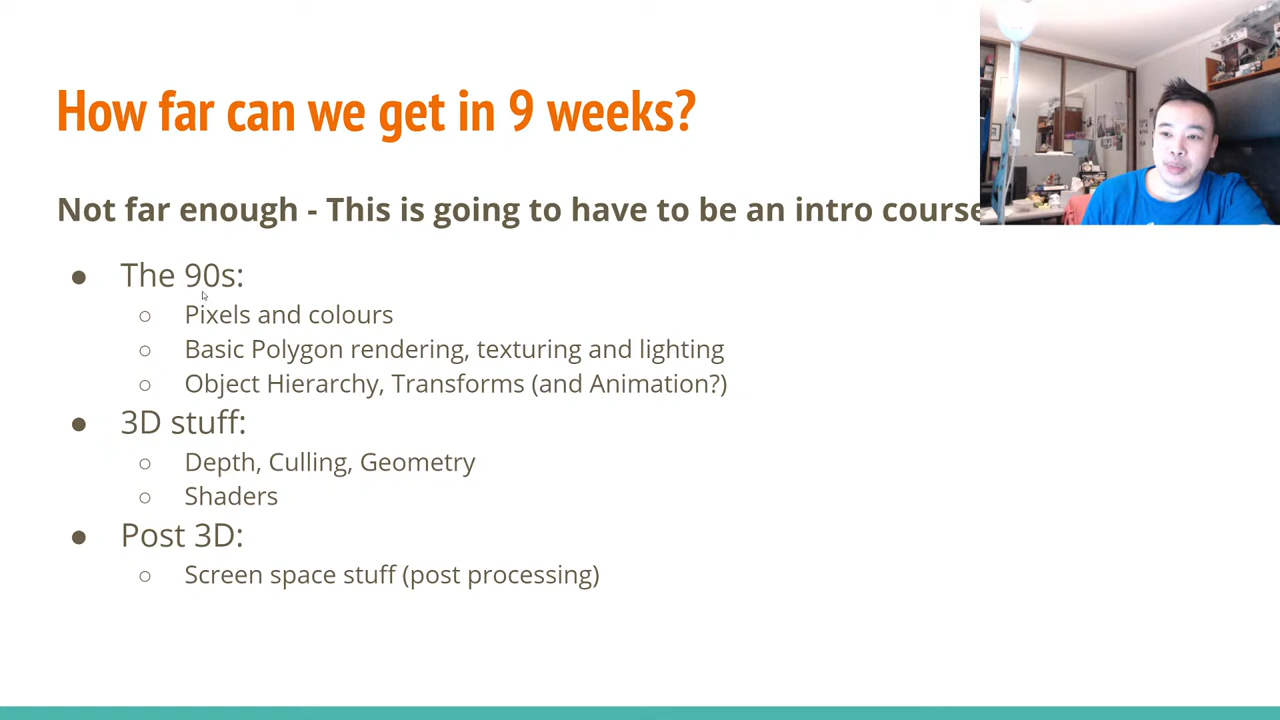 How far can we get in 9 weeks?
Not far enough - This is going to have to be an intro course
● The 90s:
○ Pixels and colours
○ Basic Polygon rendering, texturing and lighting
○ Object Hierarchy, Transforms (and Animation?)
● 3D stuff:
○ Depth, Culling, Geometry
○ Shaders
● Post 3D:
○ Screen space stuff (post processing)